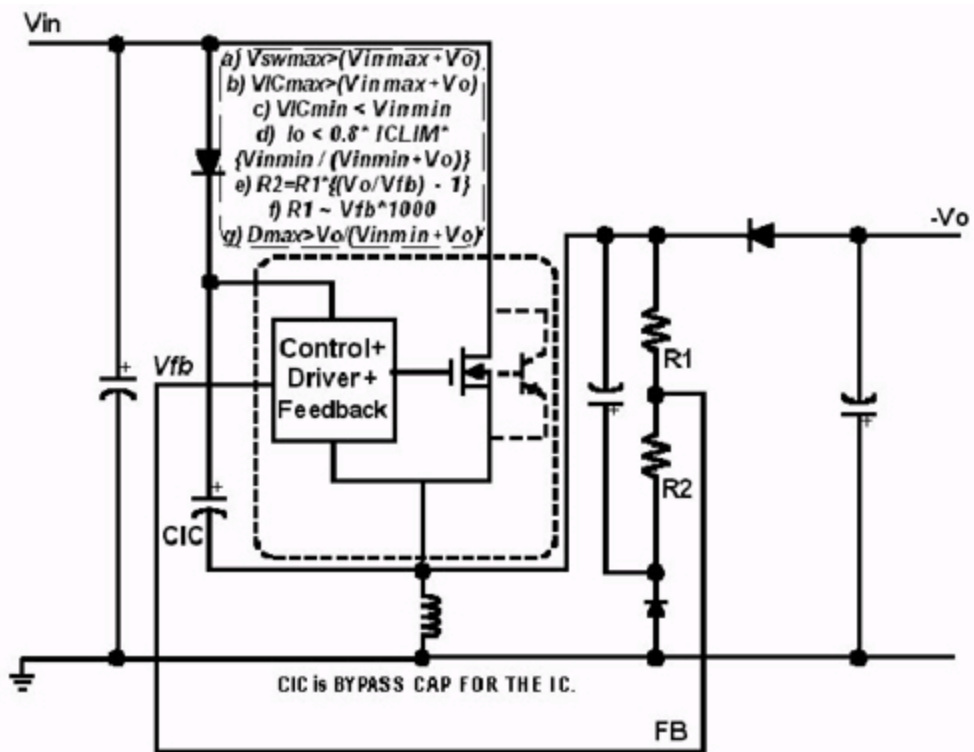 Vin
a) Vswmax>(Vinmax+Vo)
b) VICmax>(Vinmax+Vo)
c) VICmin < Vinmin
d) Io < 0.8* ICLIM*
{Vinmin / (Vinmin+Vo)}
e) R2=R1*{(Vo/Vfb) - 1}
f) R1 ~ Vfb*1000
g) Dmax>Vo/(Vinmin+Vo)
-Vo
Vfb
+
Control+
Driver+
Feedback
R1
+
+
R2
+
CIC
CIC is BYPASS CAP FOR THE IC.
FB